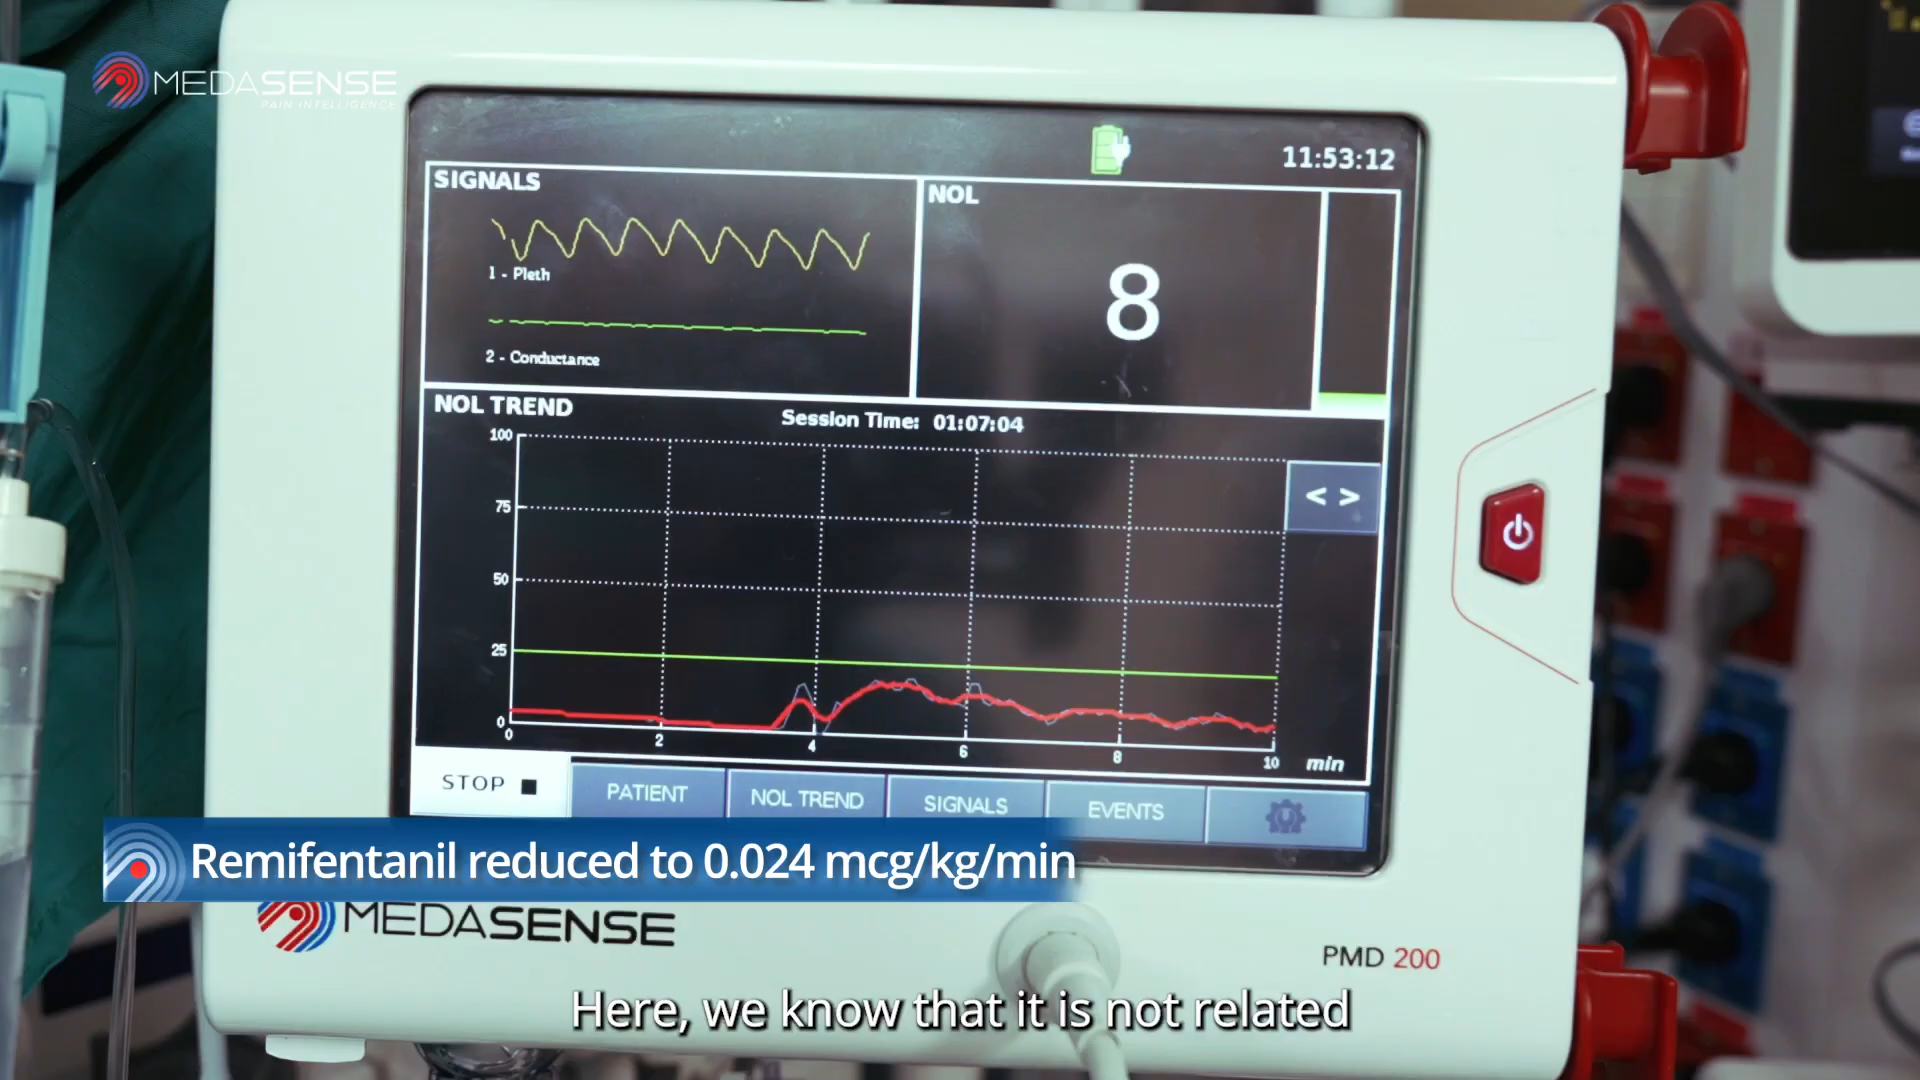 MEDASENSE
PAIN INTELLIGENCE
11:53:12
SIGNALS
1 - Pleth
2 - Conductance
NOL
8
NOL TREND
Session Time: 01:07:04
100
75
50
25
0
0 2 4 6 8 10 min
< >
STOP
PATIENT
NOL TREND
SIGNALS
EVENTS
Remifentanil reduced to 0.024 mcg/kg/min
MEDASENSE
PMD 200
Here, we know that it is not related